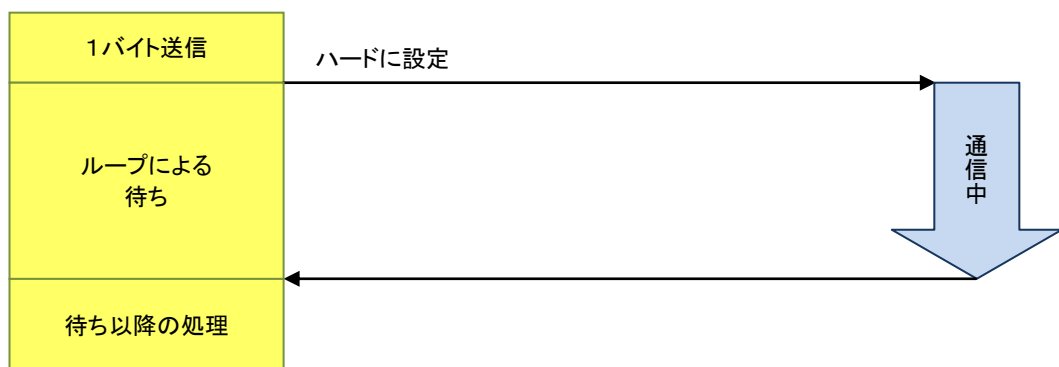 １バイト送信
ハードに設定
ループによる
待ち
通信中
待ち以降の処理